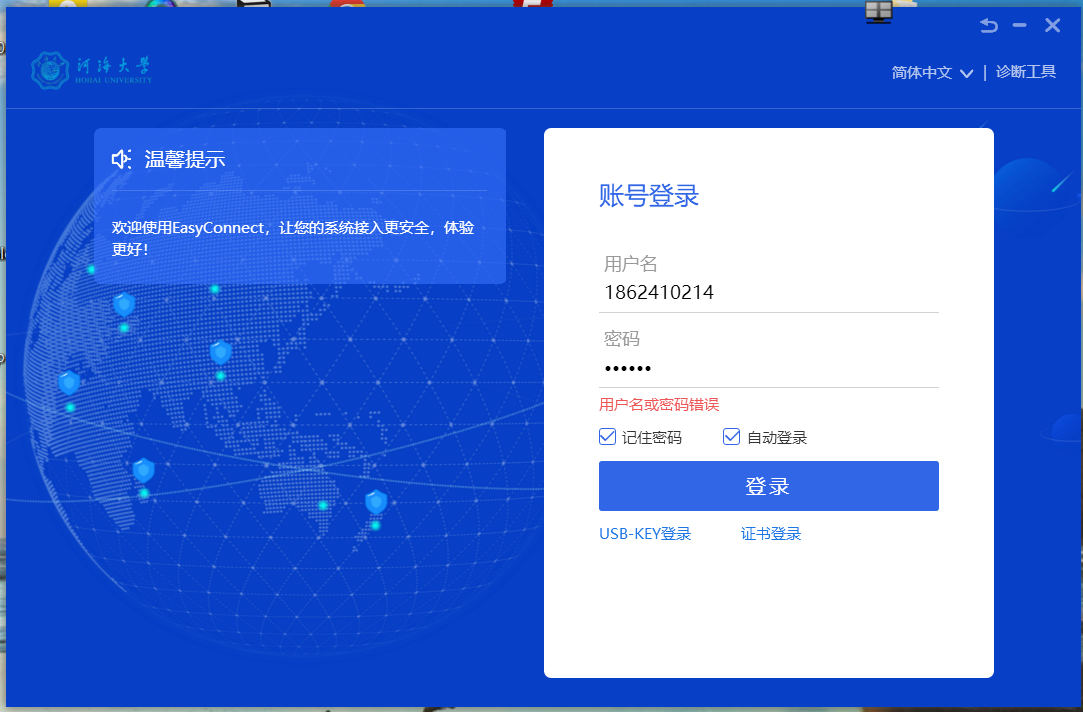 河海大学
HOHAI UNIVERSITY
简体中文 | 诊断工具
温馨提示
欢迎使用EasyConnect，让您的系统接入更安全，体验
更好！
账号登录
用户名
1862410214
密码
••••••
用户名或密码错误
记住密码 自动登录
登录
USB-KEY登录 证书登录